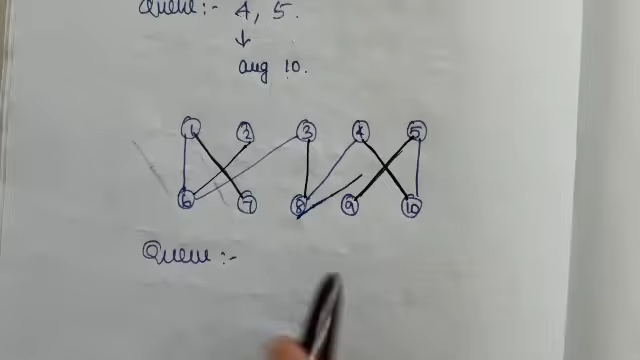 Queue:- 4, 5.
↓
aug 10.
1 2 3 4 5
6 7 8 9 10
Queue :-